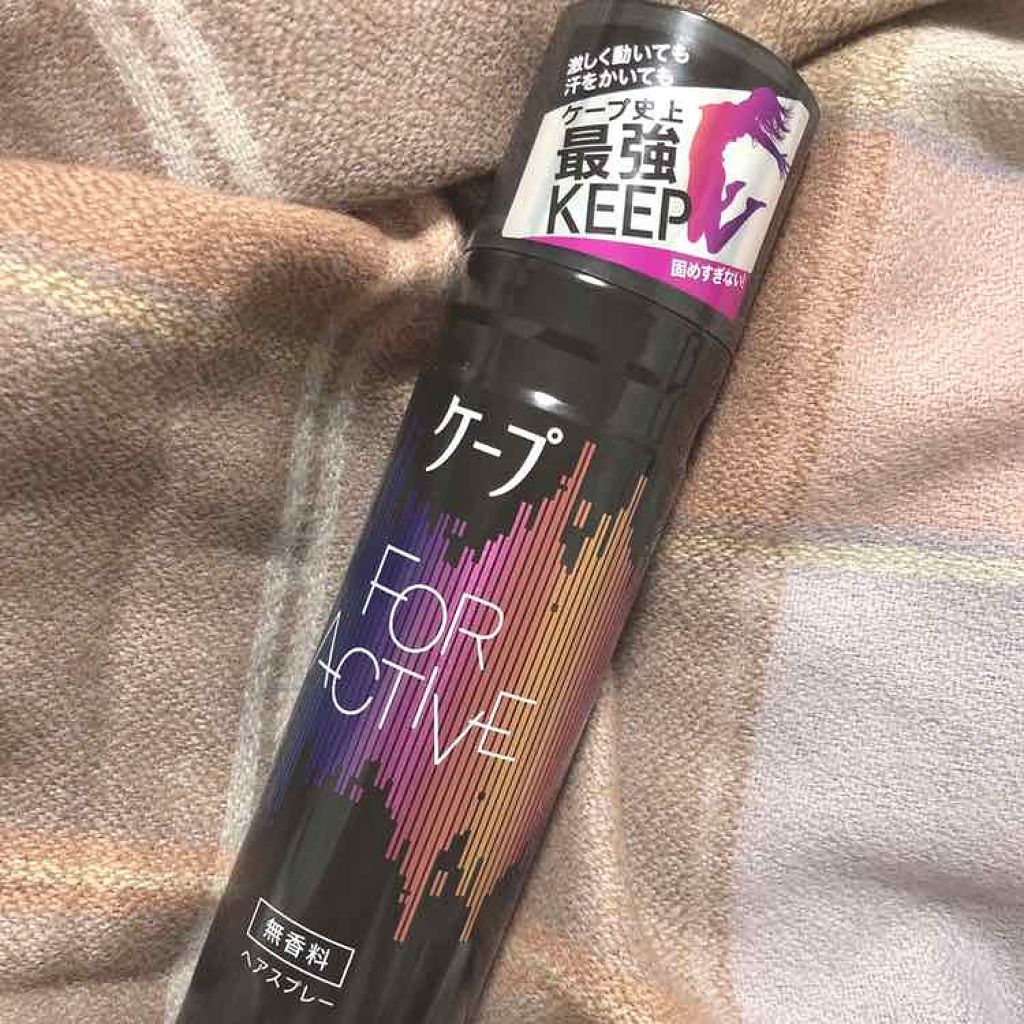 激しく動いても
汗をかいても
ケープ史上
最強
KEEP
固めすぎない!
ケープ
FOR
ACTIVE
無香料
ヘアスプレー